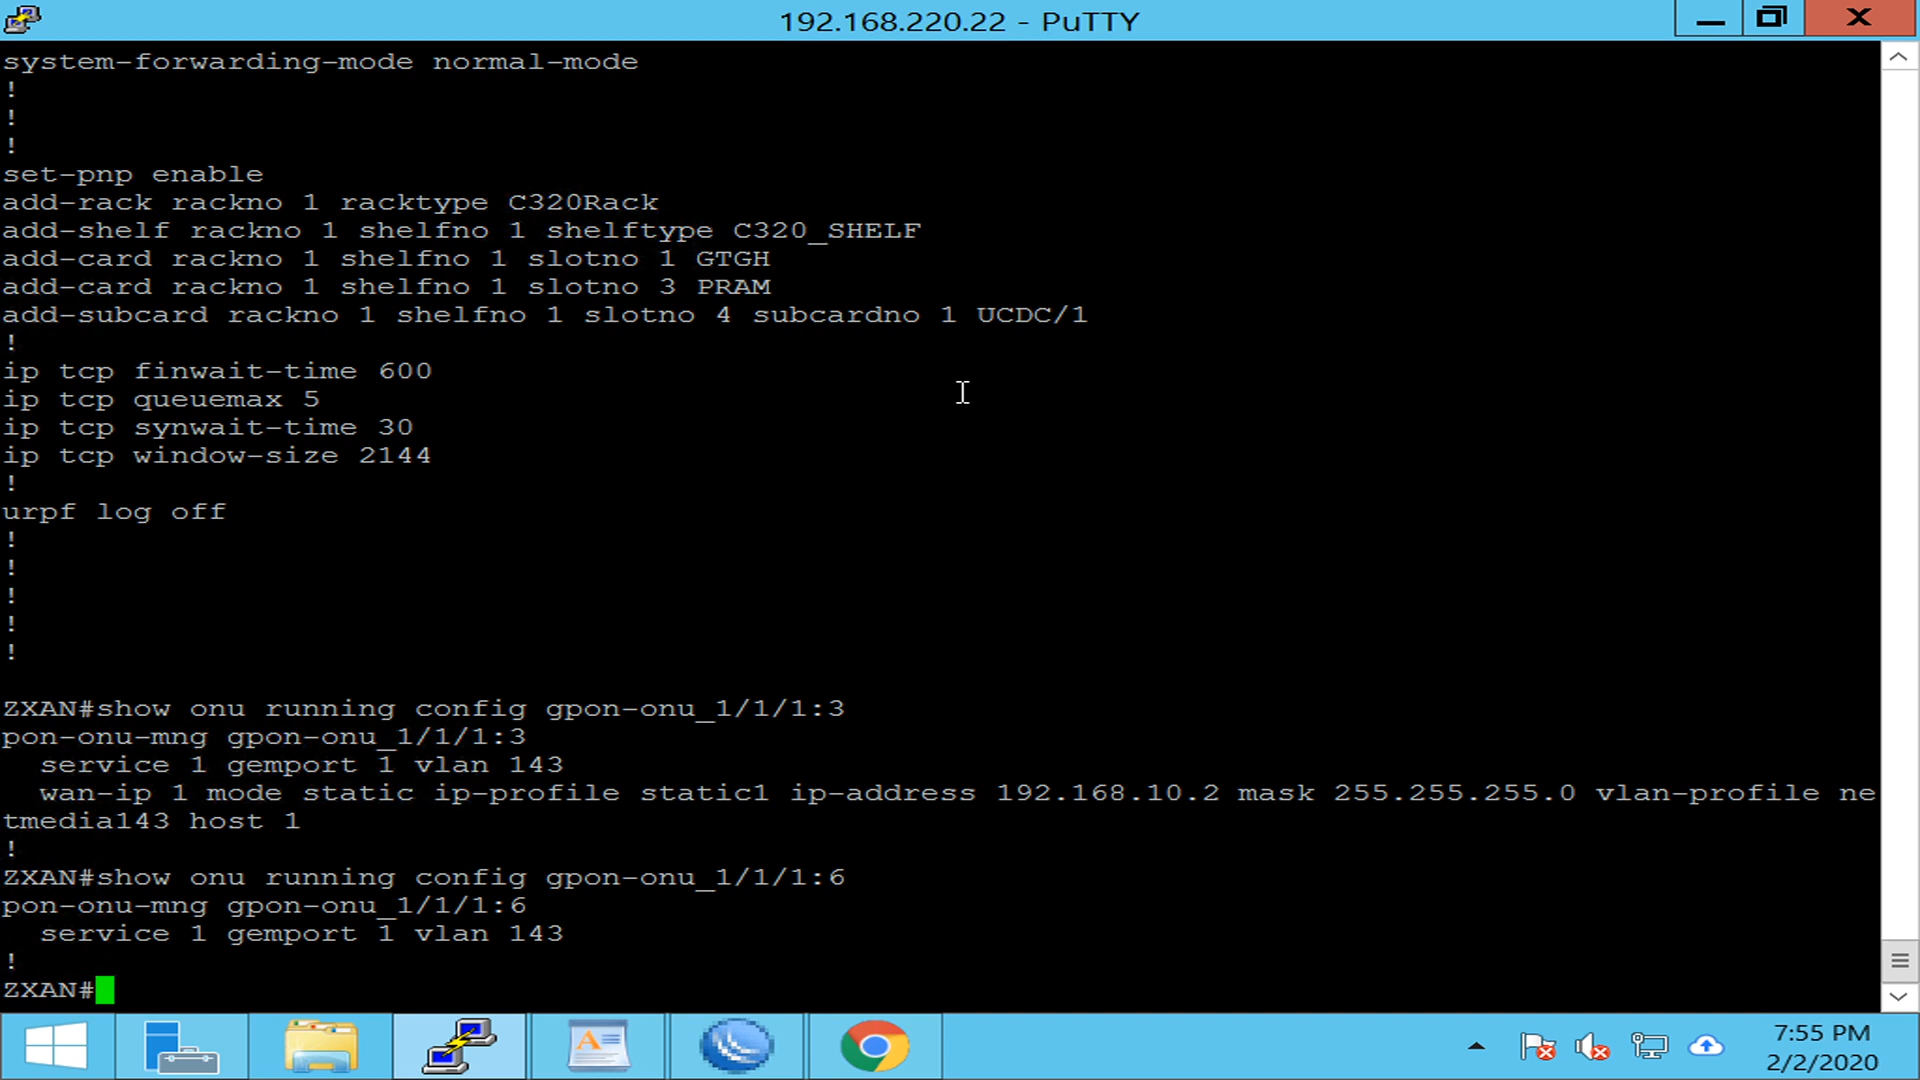 192.168.220.22 - PuTTY
system-forwarding-mode normal-mode
!
!
!
set-pnp enable
add-rack rackno 1 racktype C320Rack
add-shelf rackno 1 shelfno 1 shelftype C320_SHELF
add-card rackno 1 shelfno 1 slotno 1 GTGH
add-card rackno 1 shelfno 1 slotno 3 PRAM
add-subcard rackno 1 shelfno 1 slotno 4 subcardno 1 UCDC/1
!
ip tcp finwait-time 600
ip tcp queuemax 5
ip tcp synwait-time 30
ip tcp window-size 2144
!
urpf log off
!
!
!
!
!
ZXAN#show onu running config gpon-onu_1/1/1:3
pon-onu-mng gpon-onu_1/1/1:3
  service 1 gemport 1 vlan 143
  wan-ip 1 mode static ip-profile static1 ip-address 192.168.10.2 mask 255.255.255.0 vlan-profile ne
tmedia143 host 1
!
ZXAN#show onu running config gpon-onu_1/1/1:6
pon-onu-mng gpon-onu_1/1/1:6
  service 1 gemport 1 vlan 143
!
ZXAN#
7:55 PM
2/2/2020